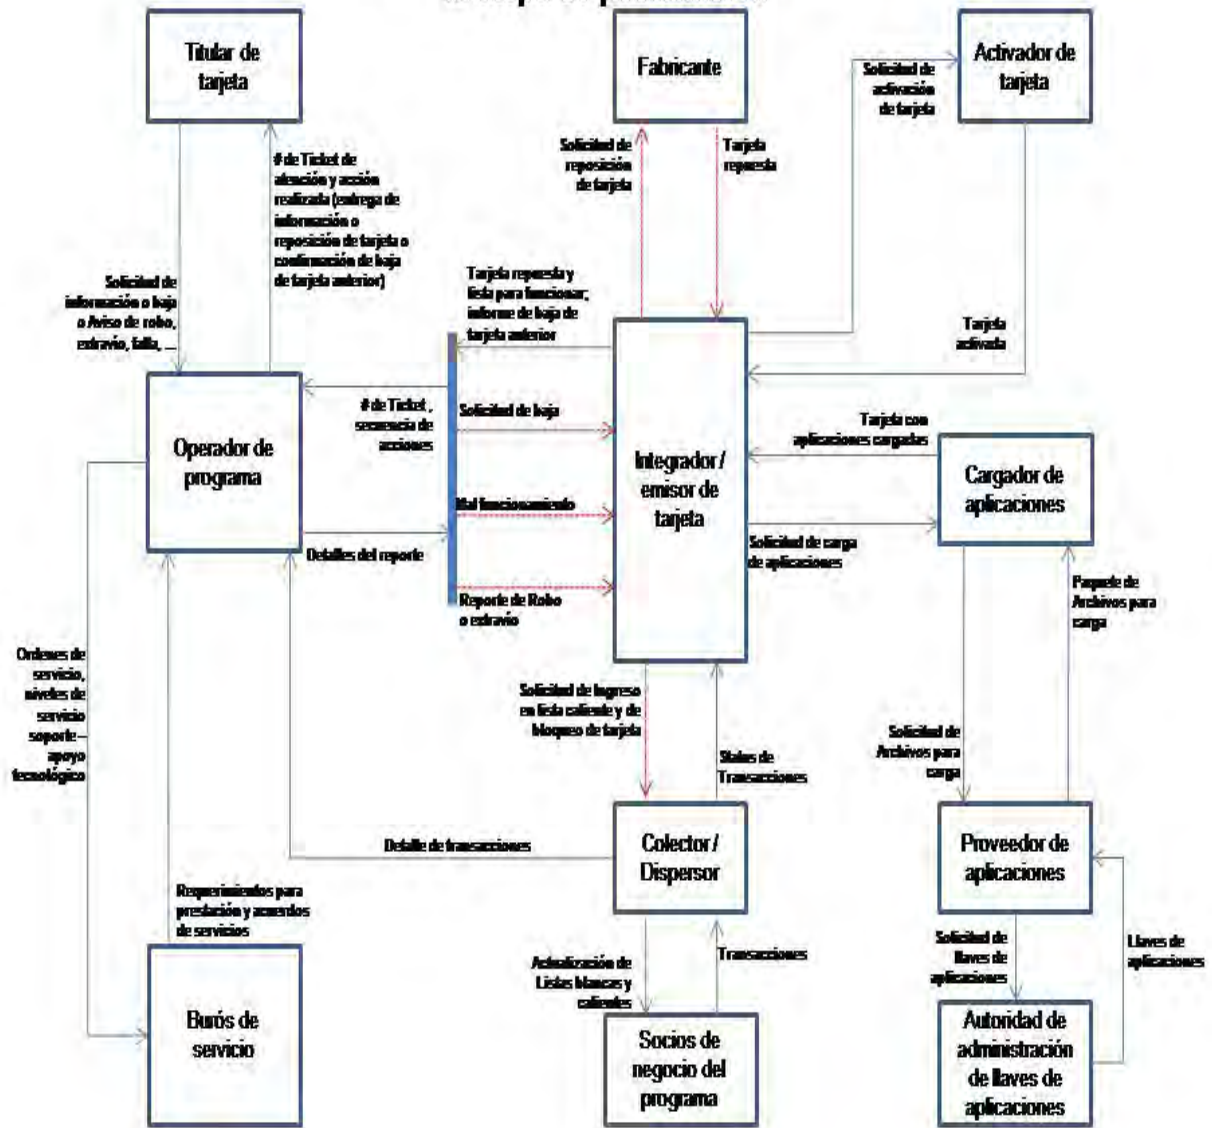 Titular de
tarjeta
Fabricante
Activador de
tarjeta
Solicitud de
activación
de tarjeta
# de Ticket de
atención y acción
realizada (entrega de
información o
reposición de tarjeta o
confirmación de baja
de tarjeta anterior)
Solicitud de
reposición
de tarjeta
Tarjeta
repuesta
Solicitud de
información o baja
o Aviso de robo,
extravío, falla, ...
Tarjeta repuesta y
lista para funcionar,
informe de baja de
tarjeta anterior
Tarjeta
activada
# de Ticket ,
secuencia de
acciones
Solicitud de baja
Tarjeta con
aplicaciones cargadas
Operador de
programa
Integrador /
emisor de
tarjeta
Cargador de
aplicaciones
Mal funcionamiento
Detalles del reporte
Solicitud de carga
de aplicaciones
Reporte de Robo
o extravío
Paquete de
Archivos para
carga
Ordenes de
servicio,
niveles de
servicio
soporte –
apoyo
tecnológico
Solicitud de Ingreso
en lista caliente y de
bloqueo de tarjeta
Status de
Transacciones
Solicitud de
Archivos para
carga
Detalle de transacciones
Colector /
Dispersor
Proveedor de
aplicaciones
Requerimientos para
prestación y acuerdos
de servicios
Actualización de
Listas blancas y
calientes
Transacciones
Solicitud de
llaves de
aplicaciones
Llaves de
aplicaciones
Burós de
servicio
Socios de
negocio del
programa
Autoridad de
administración
de llaves de
aplicaciones